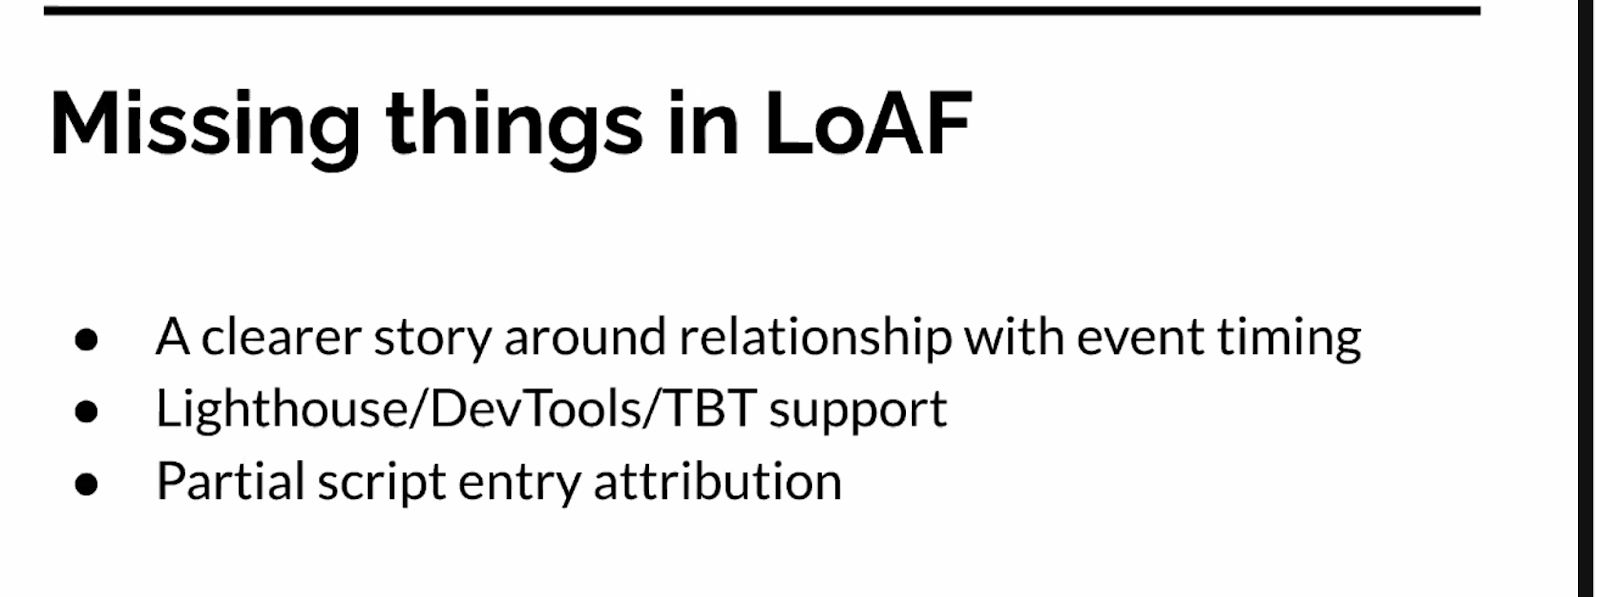 Missing things in LoAF
● A clearer story around relationship with event timing
● Lighthouse/DevTools/TBT support
● Partial script entry attribution